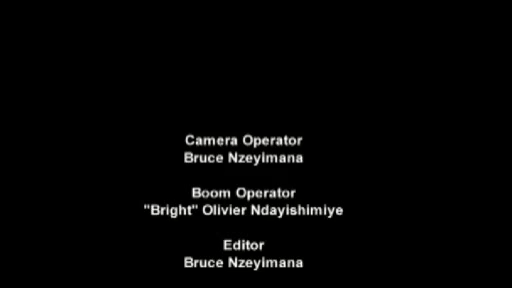 Camera Operator
Bruce Nzeyimana
"Bright" Olivier Ndayishimiye
Boom Operator
Editor
Bruce Nzeyimana